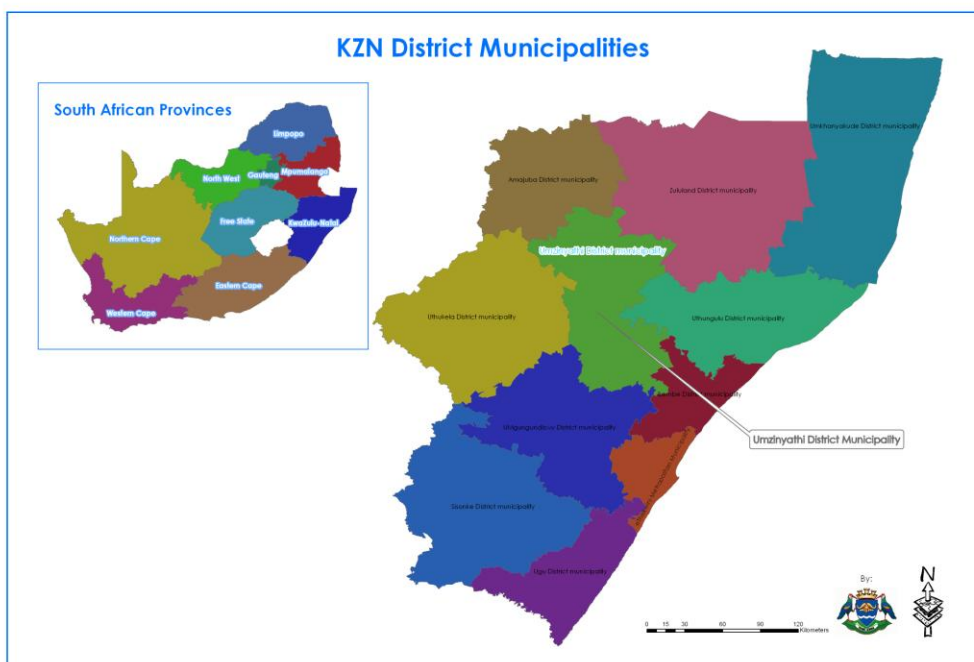 KZN District Municipalities
South African Provinces
Limpopo
North West
Gauteng
Mpumalanga
Free State
KwaZulu-Natal
Northern Cape
Eastern Cape
Western Cape
Umkhanyakude District municipality
Amajuba District municipality
Zululand District municipality
Umzinyathi District municipality
Uthukela District municipality
Uthungulu District municipality
District municipality
Umgungundlovu District municipality
Umzinyathi District Municipality
Sisonke District municipality
Ugu District municipality
By:
N
0 15 30 60 90 120
Kilometers